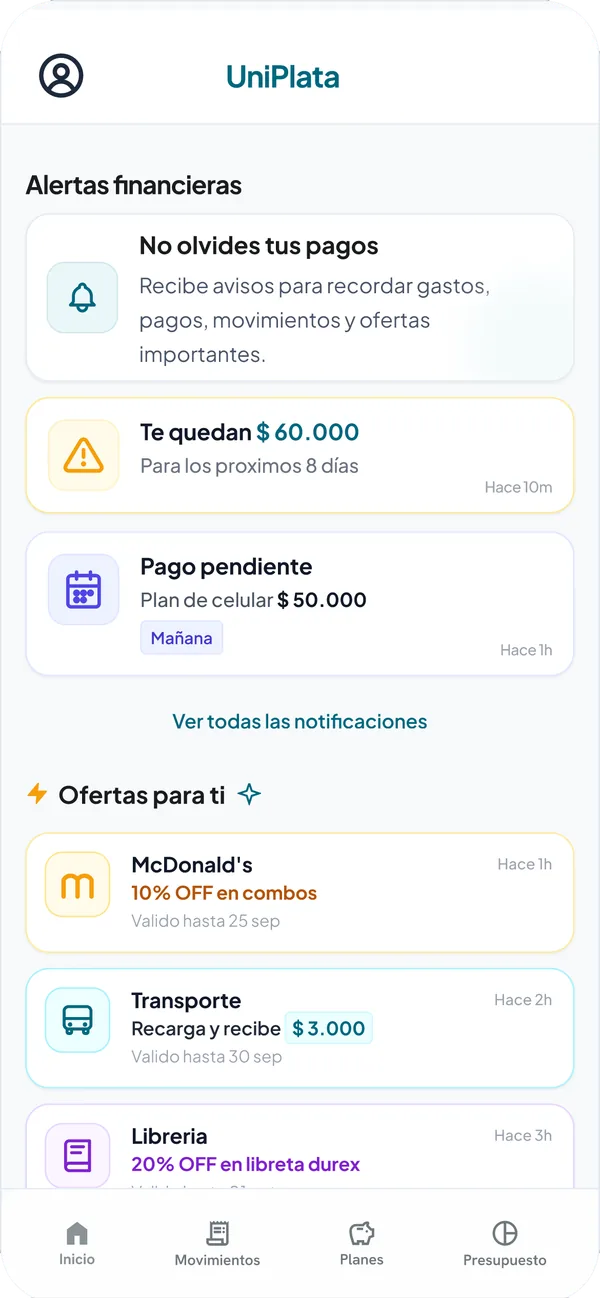 UniPlata
Alertas financieras
No olvides tus pagos
Recibe avisos para recordar gastos,
pagos, movimientos y ofertas
importantes.
Te quedan $ 60.000
Para los proximos 8 días
Hace 10m
Pago pendiente
Plan de celular $ 50.000
Mañana
Hace 1h
Ver todas las notificaciones
Ofertas para ti
McDonald's
Hace 1h
10% OFF en combos
Valido hasta 25 sep
Transporte
Hace 2h
Recarga y recibe $ 3.000
Valido hasta 30 sep
Libreria
Hace 3h
20% OFF en libreta durex
Inicio
Movimientos
Planes
Presupuesto